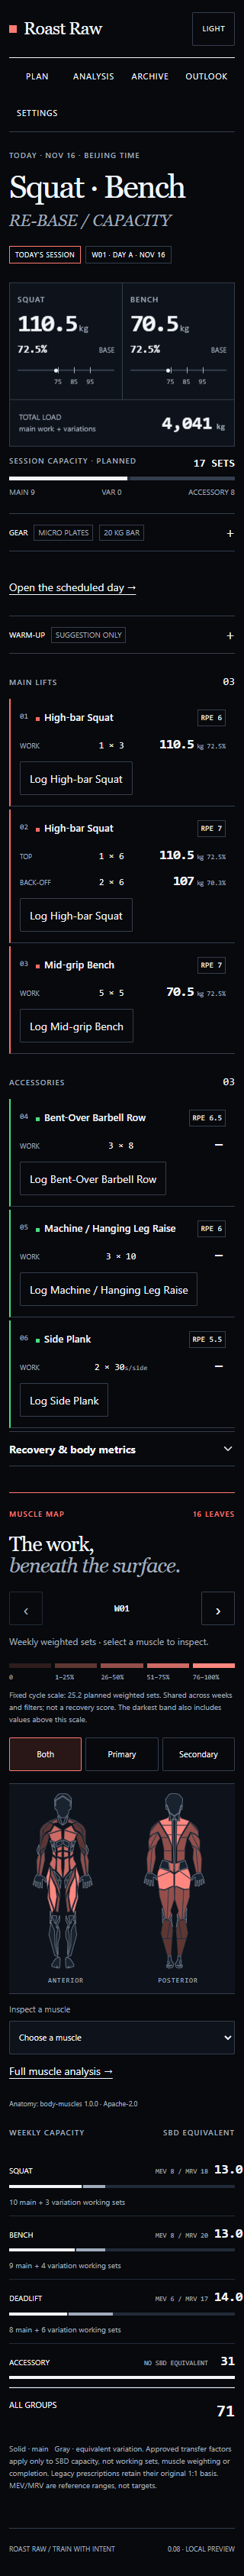 Roast Raw
LIGHT
PLAN ANALYSIS ARCHIVE OUTLOOK
SETTINGS
TODAY · NOV 16 · BEIJING TIME
Squat · Bench
RE-BASE / CAPACITY
TODAY'S SESSION W01 · DAY A · NOV 16
SQUAT BENCH
110.5kg 70.5kg
72.5% BASE 72.5% BASE
75 85 95 75 85 95
TOTAL LOAD
main work + variations
4,041 kg
SESSION CAPACITY · PLANNED 17 SETS
MAIN 9 VAR 0 ACCESSORY 8
GEAR MICRO PLATES 20 KG BAR +
Open the scheduled day →
WARM-UP SUGGESTION ONLY +
MAIN LIFTS 03
01 High-bar Squat RPE 6
WORK 1 × 3 110.5 kg 72.5%
Log High-bar Squat
02 High-bar Squat RPE 7
TOP 1 × 6 110.5 kg 72.5%
BACK-OFF 2 × 6 107 kg 70.3%
Log High-bar Squat
03 Mid-grip Bench RPE 7
WORK 5 × 5 70.5 kg 72.5%
Log Mid-grip Bench
ACCESSORIES 03
04 Bent-Over Barbell Row RPE 6.5
WORK 3 × 8 —
Log Bent-Over Barbell Row
05 Machine / Hanging Leg Raise RPE 6
WORK 3 × 10 —
Log Machine / Hanging Leg Raise
06 Side Plank RPE 5.5
WORK 2 × 30s/side —
Log Side Plank
Recovery & body metrics
MUSCLE MAP 16 LEAVES
The work,
beneath the surface.
‹ W01 ›
Weekly weighted sets · select a muscle to inspect.
0 1–25% 26–50% 51–75% 76–100%
Fixed cycle scale: 25.2 planned weighted sets. Shared across weeks
and filters; not a recovery score. The darkest band also includes
values above this scale.
Both Primary Secondary
ANTERIOR POSTERIOR
Inspect a muscle
Choose a muscle
Full muscle analysis →
Anatomy: body-muscles 1.0.0 · Apache-2.0
WEEKLY CAPACITY SBD EQUIVALENT
SQUAT MEV 8 / MRV 18 13.0
10 main + 3 variation working sets
BENCH MEV 8 / MRV 20 13.0
9 main + 4 variation working sets
DEADLIFT MEV 6 / MRV 17 14.0
8 main + 6 variation working sets
ACCESSORY NO SBD EQUIVALENT 31
ALL GROUPS 71
Solid · main Gray · equivalent variation. Approved transfer factors
apply only to SBD capacity, not working sets, muscle weighting or
completion. Legacy prescriptions retain their original 1:1 basis.
MEV/MRV are reference ranges, not targets.
ROAST RAW / TRAIN WITH INTENT 0.08 · LOCAL PREVIEW